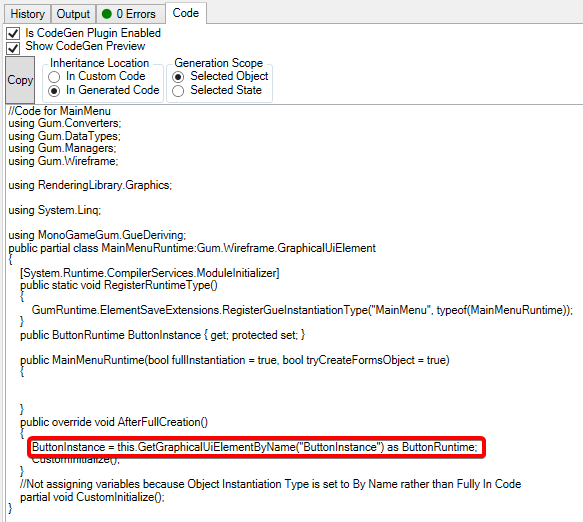 History Output 0 Errors Code
Is CodeGen Plugin Enabled
Show CodeGen Preview
Copy
Inheritance Location
In Custom Code
In Generated Code
Generation Scope
Selected Object
Selected State
//Code for MainMenu
using Gum.Converters;
using Gum.DataTypes;
using Gum.Managers;
using Gum.Wireframe;
using RenderingLibrary.Graphics;
using System.Linq;
using MonoGameGum.GueDeriving;
public partial class MainMenuRuntime:Gum.Wireframe.GraphicalUiElement
{
[System.Runtime.CompilerServices.ModuleInitializer]
public static void RegisterRuntimeType()
{
GumRuntime.ElementSaveExtensions.RegisterGueInstantiationType("MainMenu", typeof(MainMenuRuntime));
}
public ButtonRuntime ButtonInstance { get; protected set; }
public MainMenuRuntime(bool fullInstantiation = true, bool tryCreateFormsObject = true)
{
}
public override void AfterFullCreation()
{
ButtonInstance = this.GetGraphicalUiElementByName("ButtonInstance") as ButtonRuntime;
CustomInitialize();
}
//Not assigning variables because Object Instantiation Type is set to By Name rather than Fully In Code
partial void CustomInitialize();
}